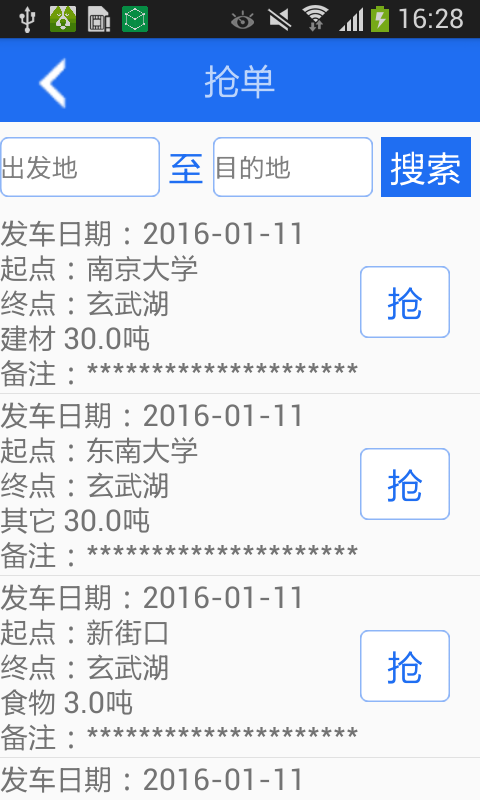 16:28
抢单
出发地 至 目的地 搜索
发车日期：2016-01-11
起点：南京大学
终点：玄武湖
抢
建材 30.0吨
备注：*********************
发车日期：2016-01-11
起点：东南大学
终点：玄武湖
抢
其它 30.0吨
备注：*********************
发车日期：2016-01-11
起点：新街口
终点：玄武湖
抢
食物 3.0吨
备注：*********************
发车日期：2016-01-11